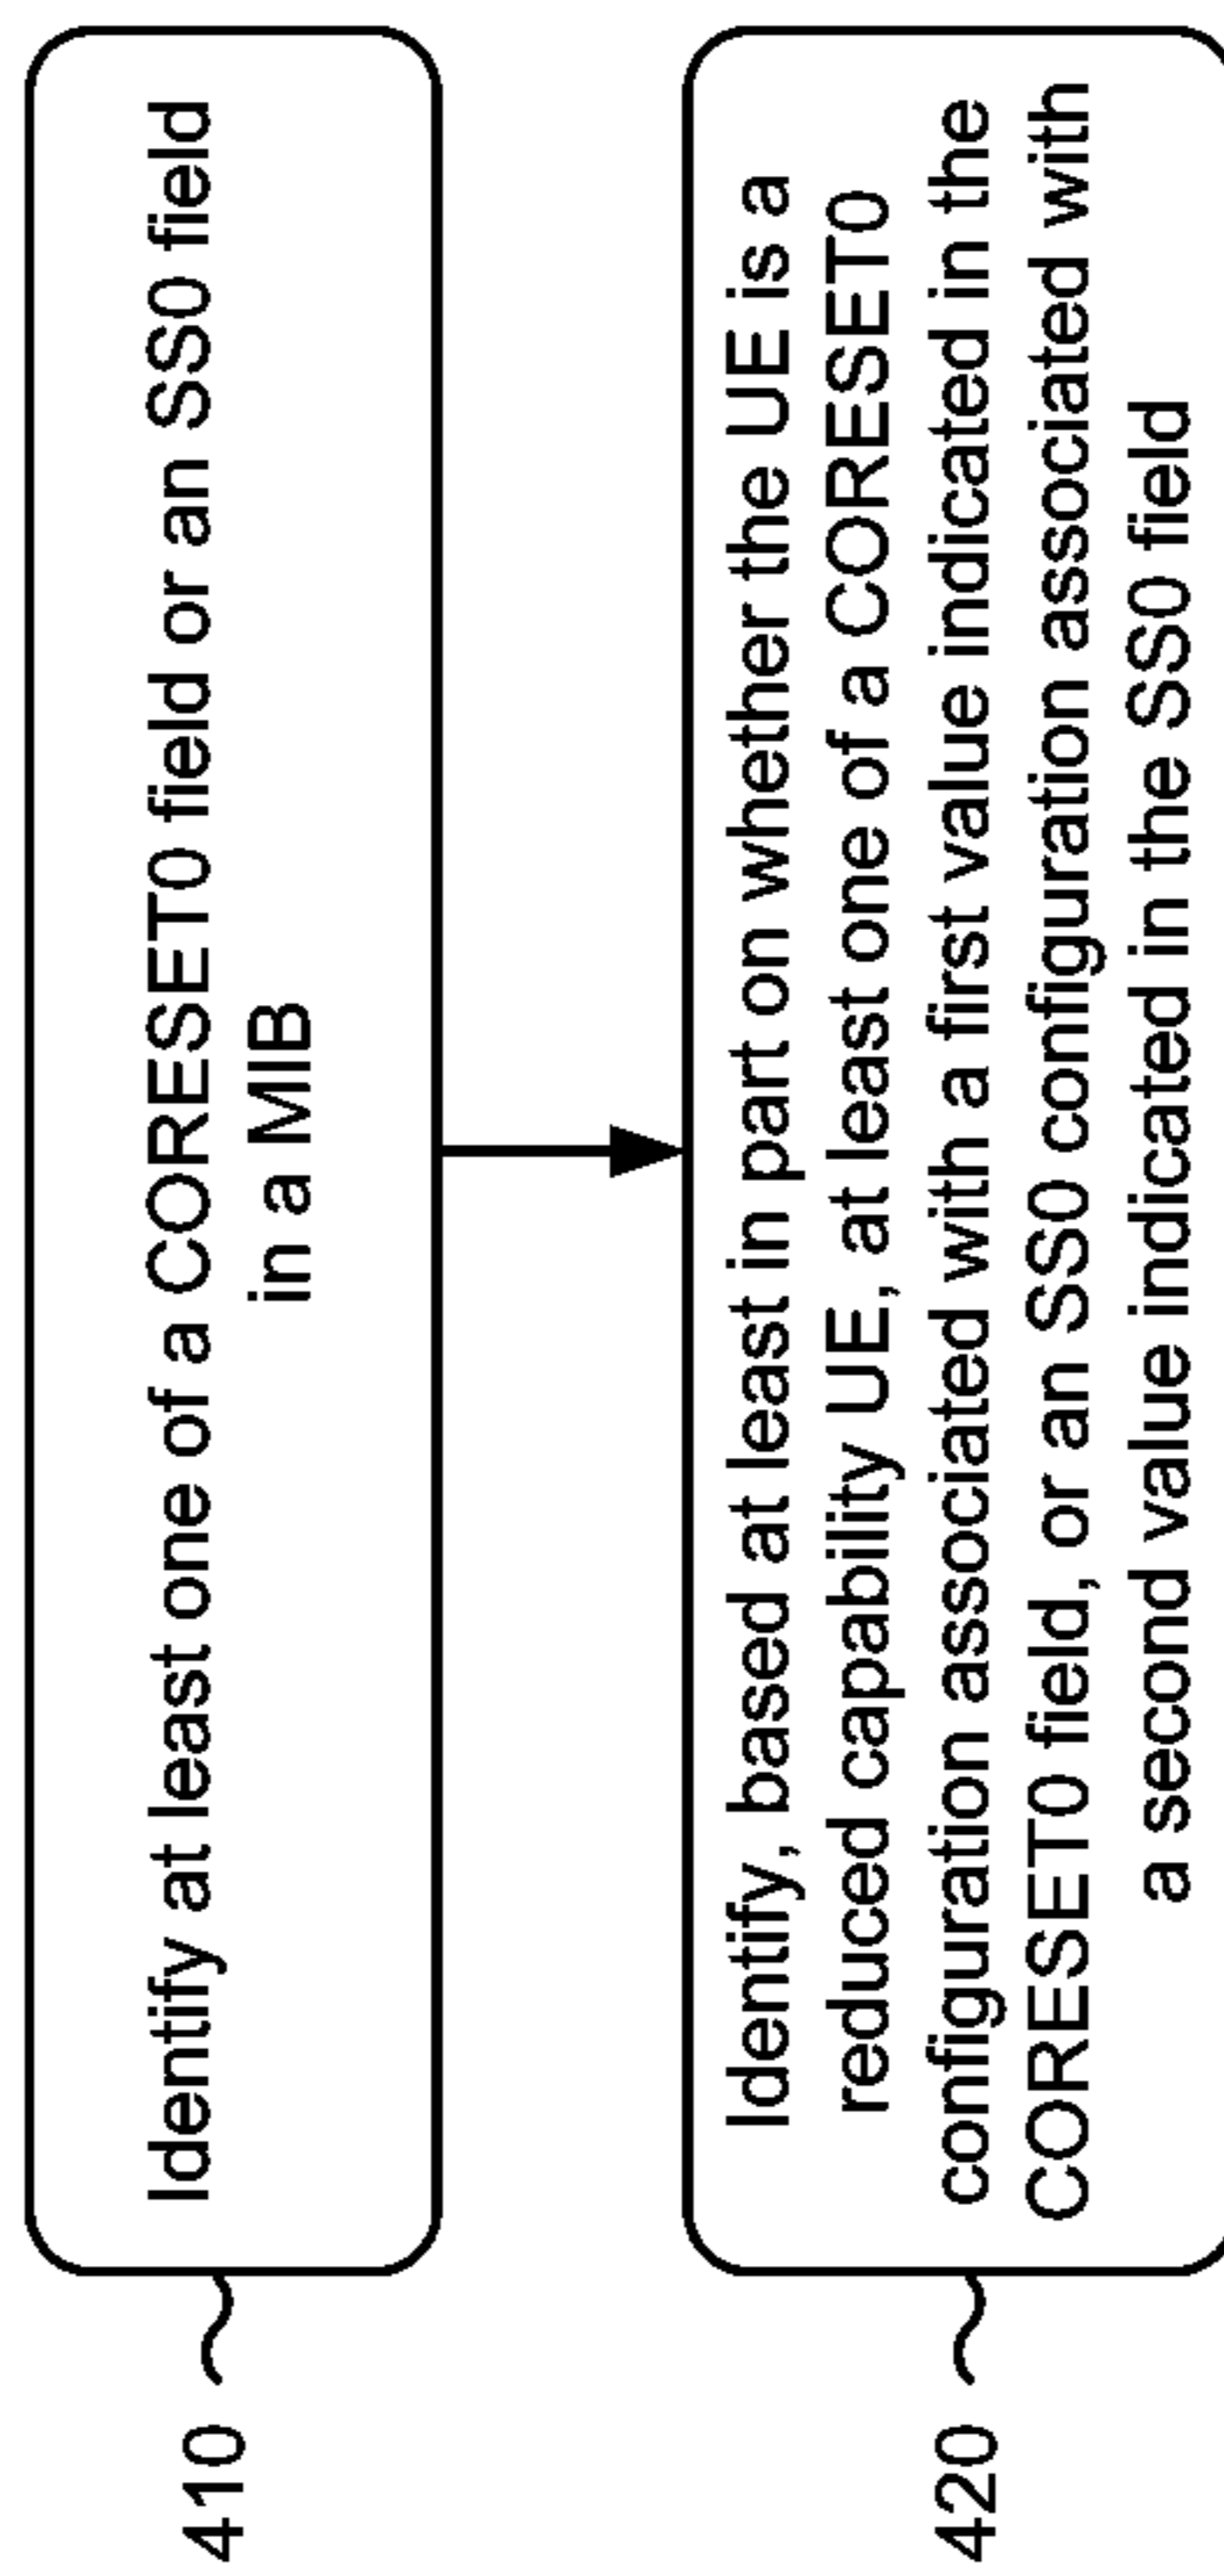 410
Identify at least one of a CORESET0 field or an SS0 field
in a MIB
420
Identify, based at least in part on whether the UE is a
reduced capability UE, at least one of a CORESET0
configuration associated with a first value indicated in the
CORESET0 field, or an SS0 configuration associated with
a second value indicated in the SS0 field